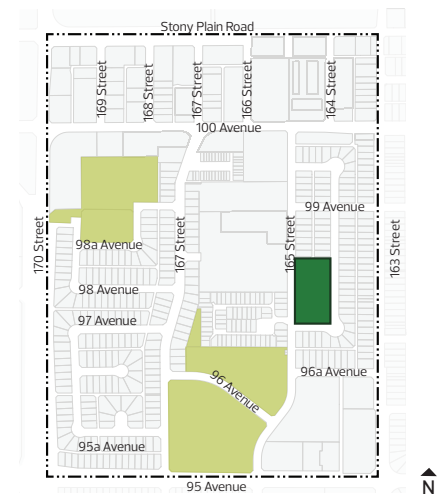 Stony Plain Road
169 Street
168 Street
167 Street
166 Street
164 Street
100 Avenue
99 Avenue
170 Street
98a Avenue
167 Street
165 Street
163 Street
98 Avenue
97 Avenue
96 Avenue
96a Avenue
95a Avenue
95 Avenue
N